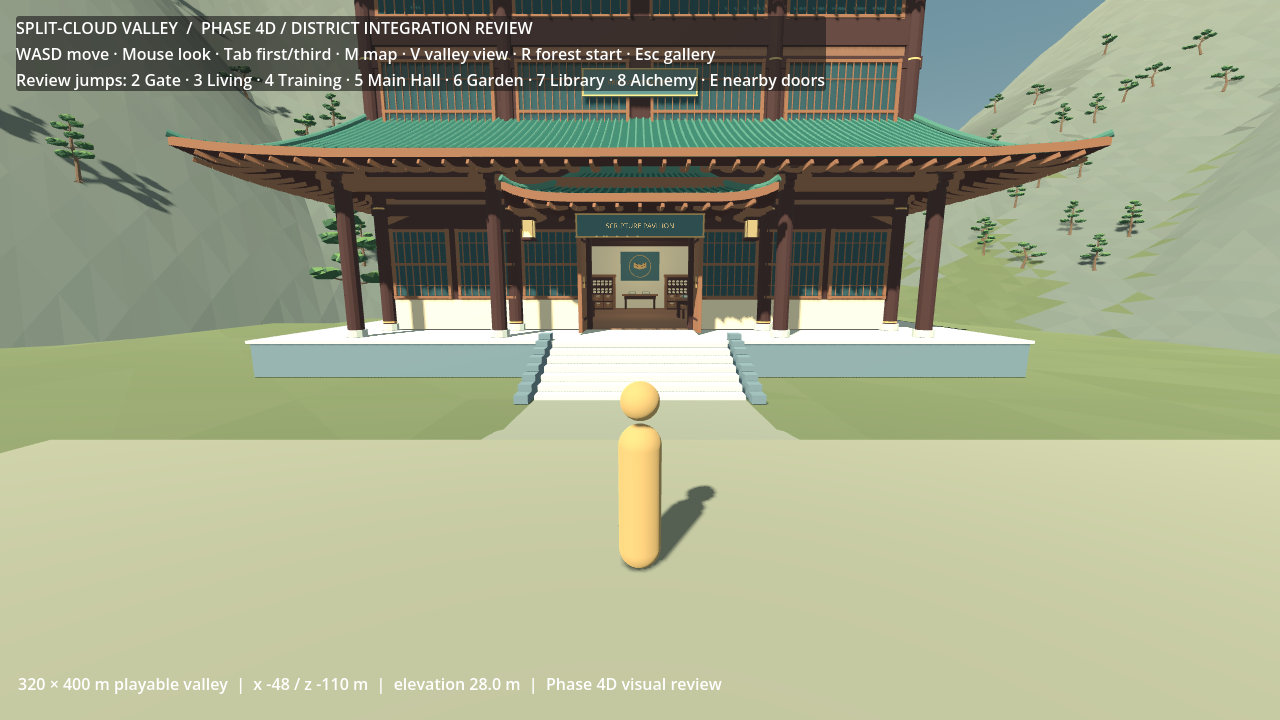 SPLIT-CLOUD VALLEY / PHASE 4D / DISTRICT INTEGRATION REVIEW
WASD move · Mouse look · Tab first/third · M map · V valley view · R forest start · Esc gallery
Review jumps: 2 Gate · 3 Living · 4 Training · 5 Main Hall · 6 Garden · 7 Library · 8 Alchemy · E nearby doors
SCRIPTURE PAVILION
320 × 400 m playable valley | x -48 / z -110 m | elevation 28.0 m | Phase 4D visual review